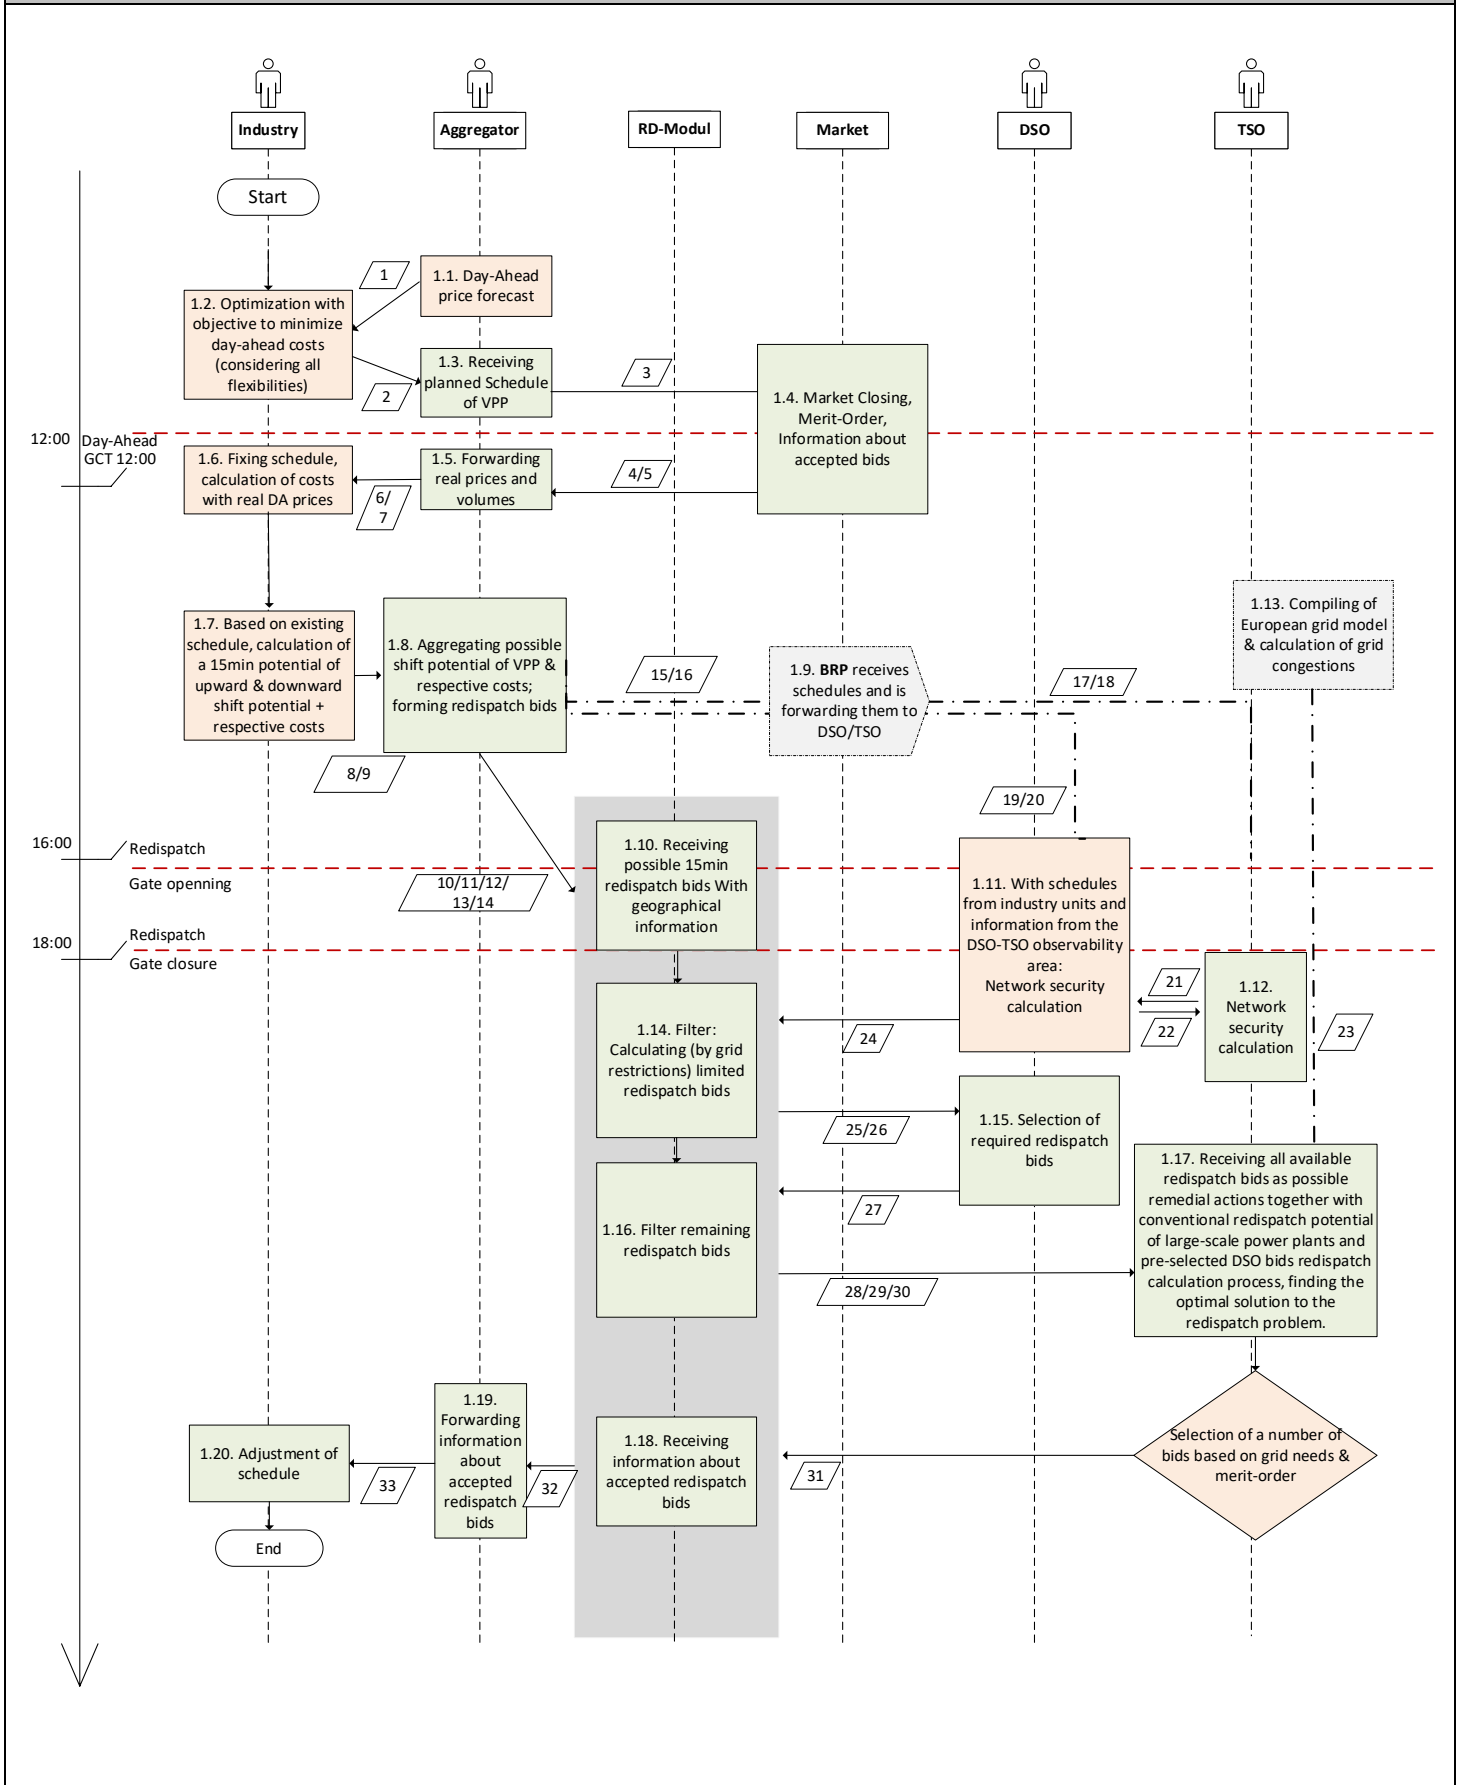 Industry
Aggregator
RD-Modul
Market
DSO
TSO
Start
1
1.1. Day-Ahead
price forecast
1.2. Optimization with
objective to minimize
day-ahead costs
(considering all
flexibilities)
2
1.3. Receiving
planned Schedule
of VPP
3
1.4. Market Closing,
Merit-Order,
Information about
accepted bids
12:00
Day-Ahead
GCT 12:00
1.6. Fixing schedule,
calculation of costs
with real DA prices
6/
7
1.5. Forwarding
real prices and
volumes
4/5
1.7. Based on existing
schedule, calculation of
a 15min potential of
upward & downward
shift potential +
respective costs
8/9
1.8. Aggregating possible
shift potential of VPP &
respective costs;
forming redispatch bids
15/16
1.9. BRP receives
schedules and is
forwarding them to
DSO/TSO
17/18
1.13. Compiling of
European grid model
& calculation of grid
congestions
19/20
16:00
Redispatch
Gate openning
10/11/12/
13/14
1.10. Receiving
possible 15min
redispatch bids With
geographical
information
1.11. With schedules
from industry units and
information from the
DSO-TSO observability
area:
Network security
calculation
18:00
Redispatch
Gate closure
21
22
1.12.
Network
security
calculation
23
1.14. Filter:
Calculating (by grid
restrictions) limited
redispatch bids
24
25/26
1.15. Selection of
required redispatch
bids
27
1.16. Filter remaining
redispatch bids
28/29/30
1.17. Receiving all available
redispatch bids as possible
remedial actions together with
conventional redispatch potential
of large-scale power plants and
pre-selected DSO bids redispatch
calculation process, finding the
optimal solution to the
redispatch problem.
Selection of a number of
bids based on grid needs &
merit-order
31
1.18. Receiving
information about
accepted redispatch
bids
32
1.19.
Forwarding
information
about
accepted
redispatch
bids
33
1.20. Adjustment of
schedule
End